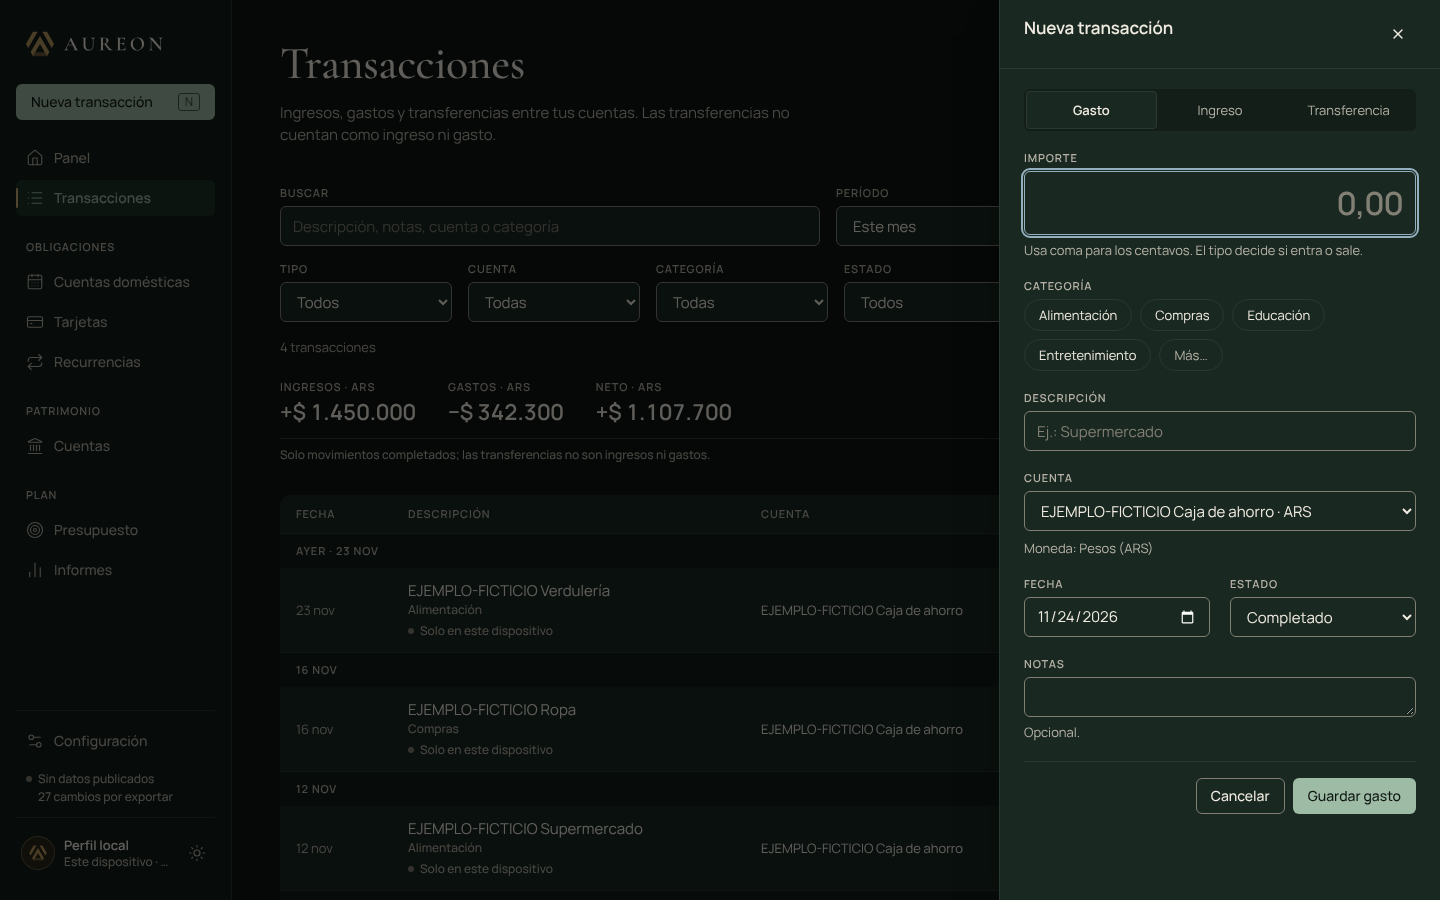 AUREON
Nueva transacción N
Panel
Transacciones
OBLIGACIONES
Cuentas domésticas
Tarjetas
Recurrencias
PATRIMONIO
Cuentas
PLAN
Presupuesto
Informes
Configuración
Sin datos publicados
27 cambios por exportar
Perfil local
Este dispositivo · ...
Transacciones
Ingresos, gastos y transferencias entre tus cuentas. Las transferencias no
cuentan como ingreso ni gasto.
BUSCAR
Descripción, notas, cuenta o categoría
PERÍODO
Este mes
TIPO
Todos
CUENTA
Todas
CATEGORÍA
Todas
ESTADO
Todos
4 transacciones
INGRESOS · ARS
+$ 1.450.000
GASTOS · ARS
−$ 342.300
NETO · ARS
+$ 1.107.700
Solo movimientos completados; las transferencias no son ingresos ni gastos.
FECHA DESCRIPCIÓN CUENTA
AYER · 23 NOV
23 nov
EJEMPLO-FICTICIO Verdulería
Alimentación
Solo en este dispositivo
EJEMPLO-FICTICIO Caja de ahorro
16 NOV
16 nov
EJEMPLO-FICTICIO Ropa
Compras
Solo en este dispositivo
EJEMPLO-FICTICIO Caja de ahorro
12 NOV
12 nov
EJEMPLO-FICTICIO Supermercado
Alimentación
Solo en este dispositivo
EJEMPLO-FICTICIO Caja de ahorro
Nueva transacción
Gasto Ingreso Transferencia
IMPORTE
0,00
Usa coma para los centavos. El tipo decide si entra o sale.
CATEGORÍA
Alimentación Compras Educación
Entretenimiento Más...
DESCRIPCIÓN
Ej.: Supermercado
CUENTA
EJEMPLO-FICTICIO Caja de ahorro · ARS
Moneda: Pesos (ARS)
FECHA
11/24/2026
ESTADO
Completado
NOTAS
Opcional.
Cancelar Guardar gasto